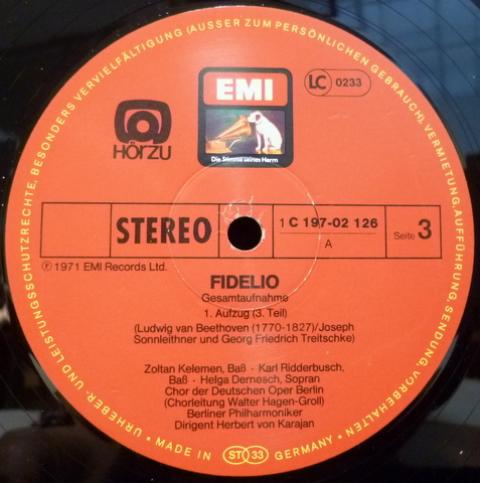 URHEBER- UND LEISTUNGSSCHUTZRECHTE, BESONDERS VERVIELFÄLTIGUNG (AUSSER ZUM PERSÖNLICHEN GEBRAUCH), VERMIETUNG, AUFFÜHRUNG, SENDUNG, VORBEHALTEN
EMI
LC 0233
HÖRZU
Die Stimme seines Herrn
STEREO
1 C 197-02 126
A
Seite 3
℗ 1971 EMI Records Ltd.
FIDELIO
Gesamtaufnahme
1. Aufzug (3. Teil)
(Ludwig van Beethoven (1770-1827)/Joseph
Sonnleithner und Georg Friedrich Treitschke)
Zoltan Kelemen, Baß - Karl Ridderbusch,
Baß - Helga Dernesch, Sopran
Chor der Deutschen Oper Berlin
(Chorleitung Walter Hagen-Groll)
Berliner Philharmoniker
Dirigent Herbert von Karajan
• MADE IN ST 33 GERMANY •